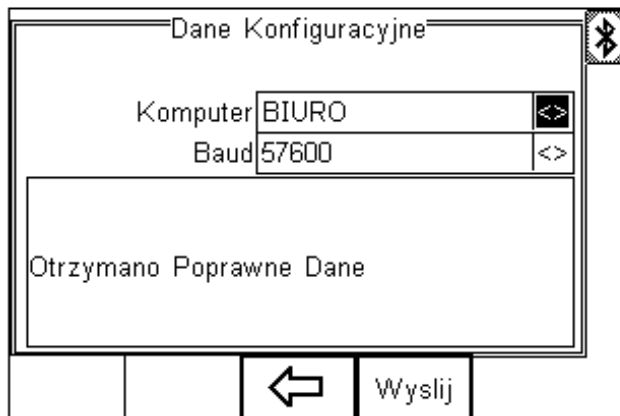 Dane Konfiguracyjne
Komputer BIURO <>
Baud 57600 <>
Otrzymano Poprawne Dane
Wyslij